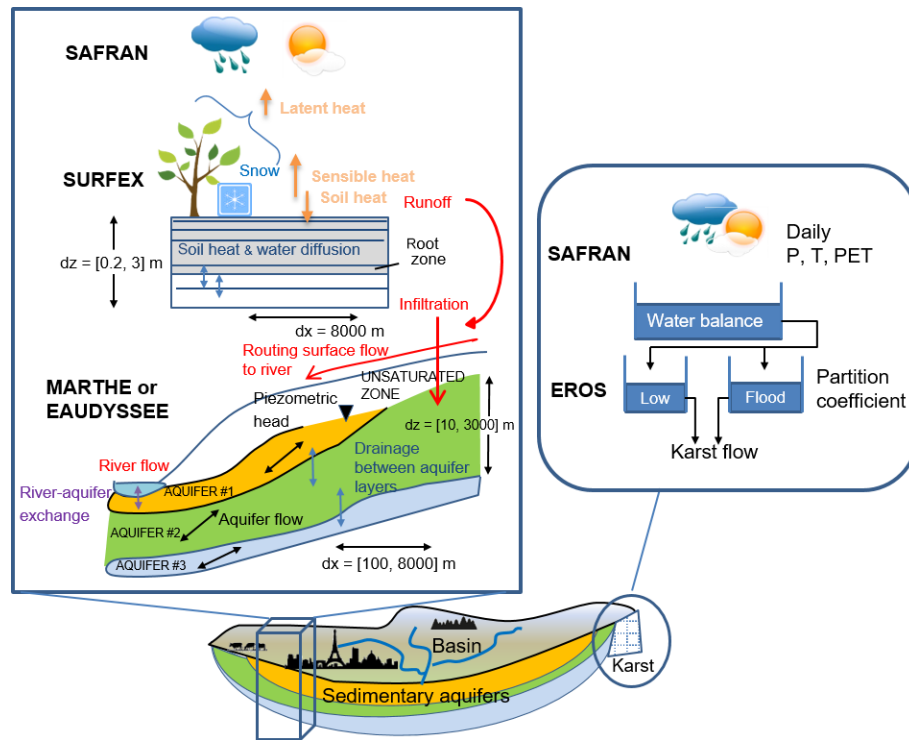 SAFRAN
Latent heat
Snow
SURFEX
Sensible heat
Soil heat
Runoff
Soil heat & water diffusion
Root
zone
dz = [0.2, 3] m
Infiltration
dx = 8000 m
Routing surface flow
to river
MARTHE or
EAUDYSSEE
UNSATURATED
ZONE
Piezometric
head
dz = [10, 3000] m
Drainage
between aquifer
layers
River flow
River-aquifer
exchange
AQUIFER #1
Aquifer flow
AQUIFER #2
AQUIFER #3
dx = [100, 8000] m
SAFRAN
Daily
P, T, PET
Water balance
EROS
Low
Flood
Partition
coefficient
Karst flow
Basin
Karst
Sedimentary aquifers